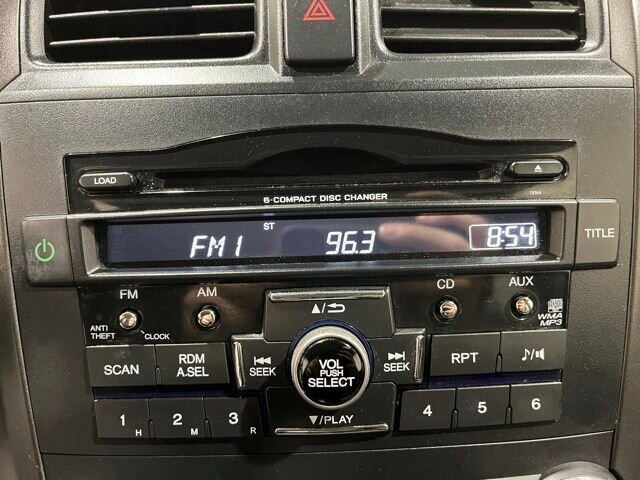 LOAD
6-COMPACT DISC CHANGER
1XN4
ST
FM1 96.3 8:54
TITLE
FM AM CD AUX
ANTI THEFT CLOCK
WMA
MP3
SCAN
RDM
A.SEL
SEEK
VOL
PUSH
SELECT
SEEK
RPT
1 H 2 M 3 R
/PLAY
4 5 6